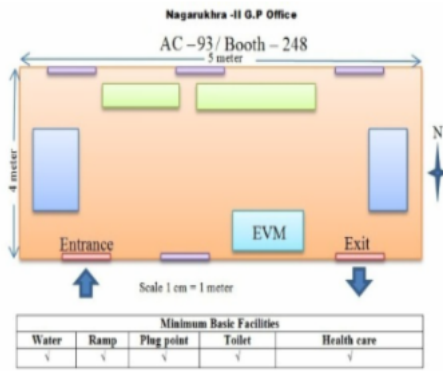 Nagarukhra -II G.P Office
AC –93/ Booth – 248
5 meter
4 meter
N
EVM
Entrance
Exit
Scale 1 cm = 1 meter
Minimum Basic Facilities
Water Ramp Plug point Toilet Health care
√ √ √ √ √